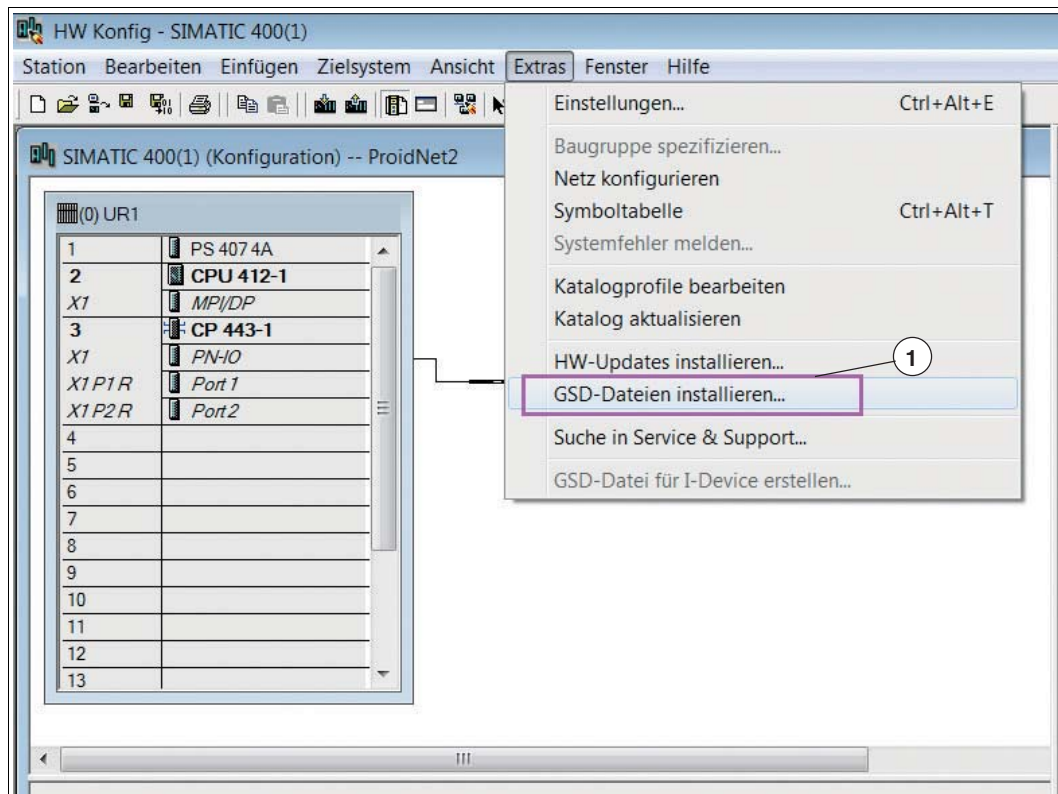 HW Konfig - SIMATIC 400(1)
Station Bearbeiten Einfügen Zielsystem Ansicht Extras Fenster Hilfe
SIMATIC 400(1) (Konfiguration) -- ProidNet2
(0) UR1
1 PS 407 4A
2 CPU 412-1
X1 MPI/DP
3 CP 443-1
X1 PN-IO
X1 P1 R Port 1
X1 P2 R Port 2
4
5
6
7
8
9
10
11
12
13
Einstellungen... Ctrl+Alt+E
Baugruppe spezifizieren...
Netz konfigurieren
Symboltabelle Ctrl+Alt+T
Systemfehler melden...
Katalogprofile bearbeiten
Katalog aktualisieren
HW-Updates installieren...
1
GSD-Dateien installieren...
Suche in Service & Support...
GSD-Datei für I-Device erstellen...